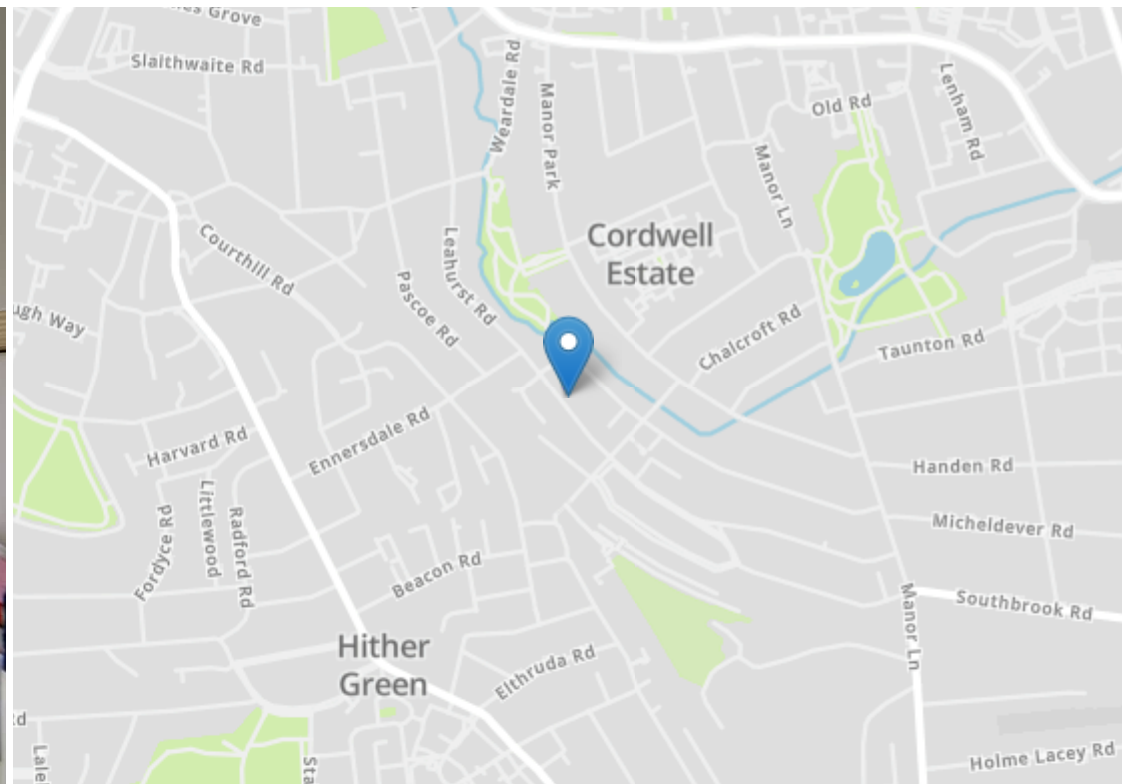 Slaithwaite Rd
Grove
Weardale Rd
Manor Park
Old Rd
Lenham Rd
Manor Ln
Cordwell
Estate
Courthill Rd
Leahurst Rd
Pascoe Rd
Way
Chalcroft Rd
Taunton Rd
Harvard Rd
Ennersdale Rd
Handen Rd
Littlewood
Radford Rd
Fordyce Rd
Micheldever Rd
Beacon Rd
Manor Ln
Southbrook Rd
Hither
Green
Elthruda Rd
Holme Lacey Rd